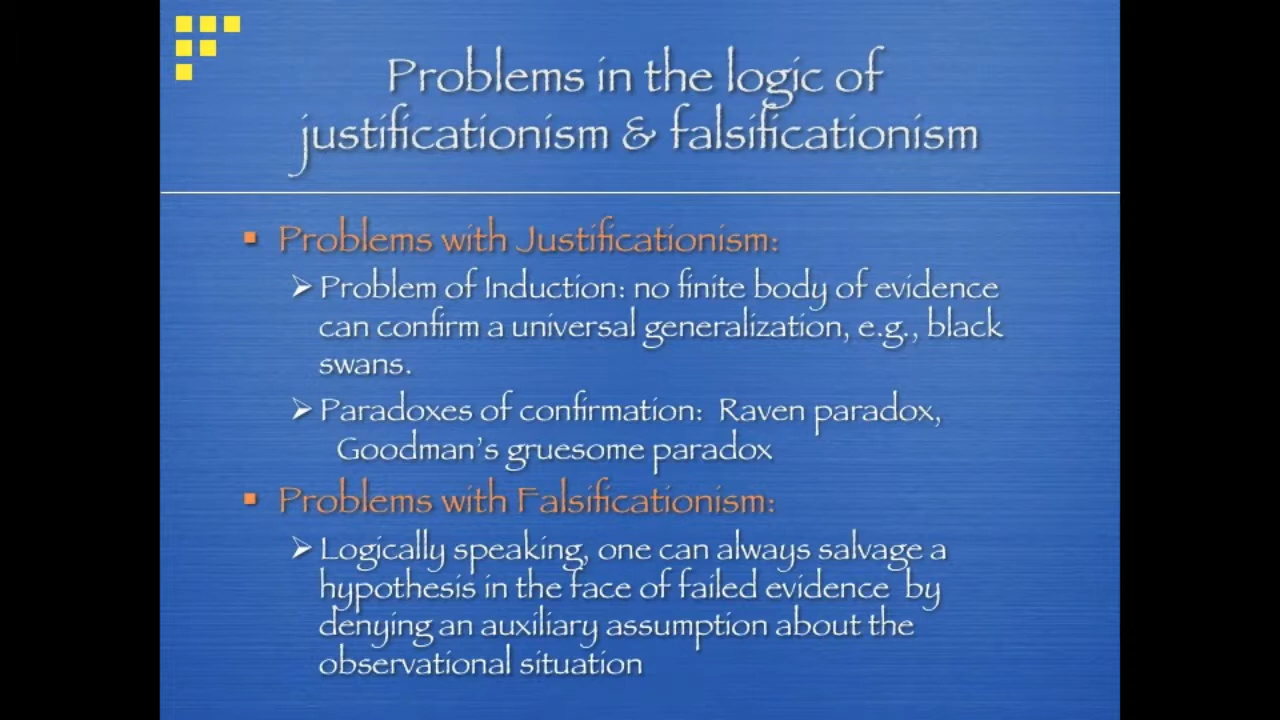 Problems in the logic of
justificationism & falsificationism
▪ Problems with Justificationism:
➢ Problem of Induction: no finite body of evidence
can confirm a universal generalization, e.g., black
swans.
➢ Paradoxes of confirmation: Raven paradox,
Goodman's gruesome paradox
▪ Problems with Falsificationism:
➢ Logically speaking, one can always salvage a
hypothesis in the face of failed evidence by
denying an auxiliary assumption about the
observational situation